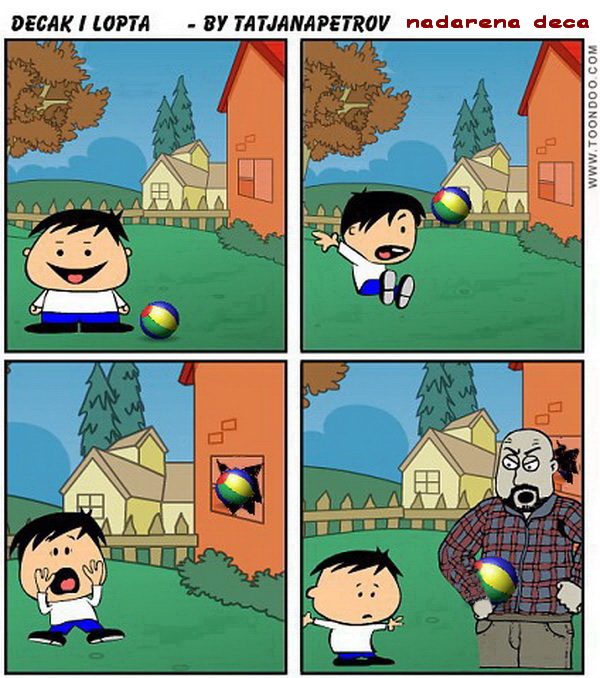 DECAK I LOPTA - BY TATJANAPETROV nadarena deca
WWW.TOONDOO.COM